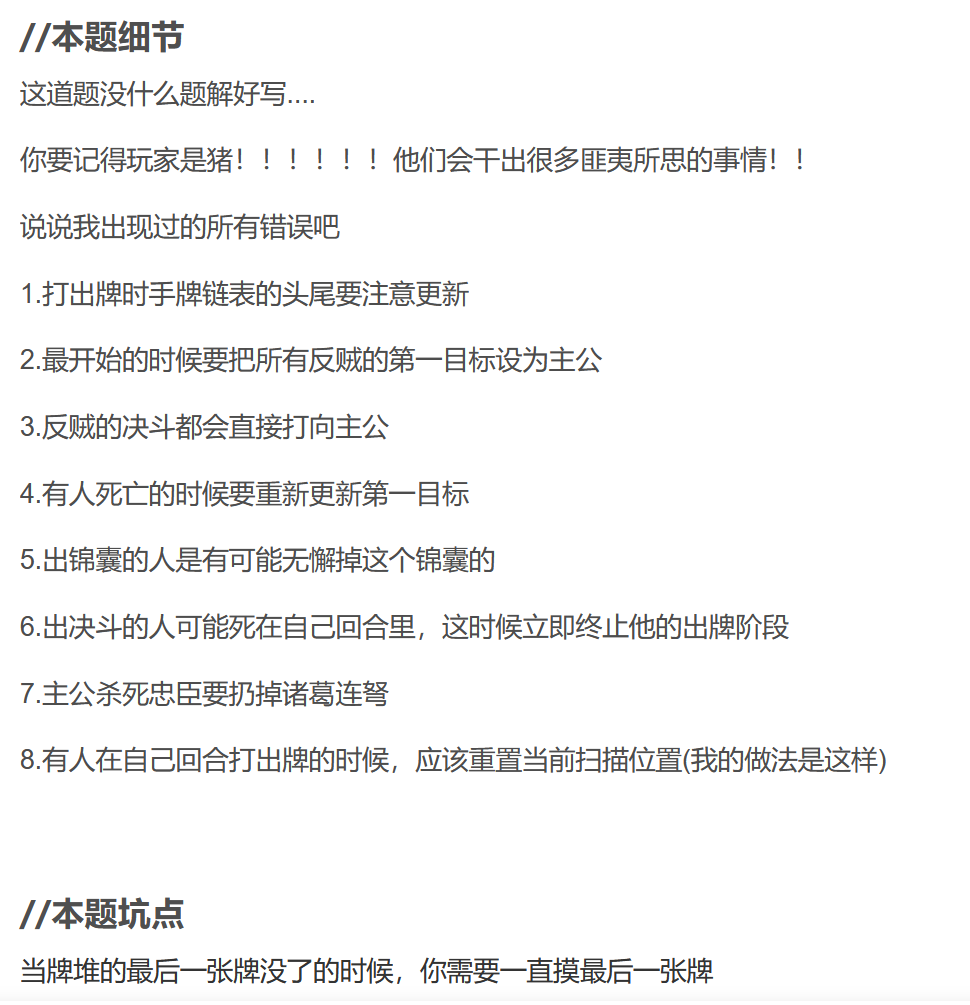 //本题细节
这道题没什么题解好写....
你要记得玩家是猪！！！！！！他们会干出很多匪夷所思的事情！！
说说我出现过的所有错误吧
1.打出牌时手牌链表的头尾要注意更新
2.最开始的时候要把所有反贼的第一目标设为主公
3.反贼的决斗都会直接打向主公
4.有人死亡的时候要重新更新第一目标
5.出锦囊的人是有可能无懈掉这个锦囊的
6.出决斗的人可能死在自己回合里，这时候立即终止他的出牌阶段
7.主公杀死忠臣要扔掉诸葛连弩
8.有人在自己回合打出牌的时候，应该重置当前扫描位置(我的做法是这样)
//本题坑点
当牌堆的最后一张牌没了的时候，你需要一直摸最后一张牌